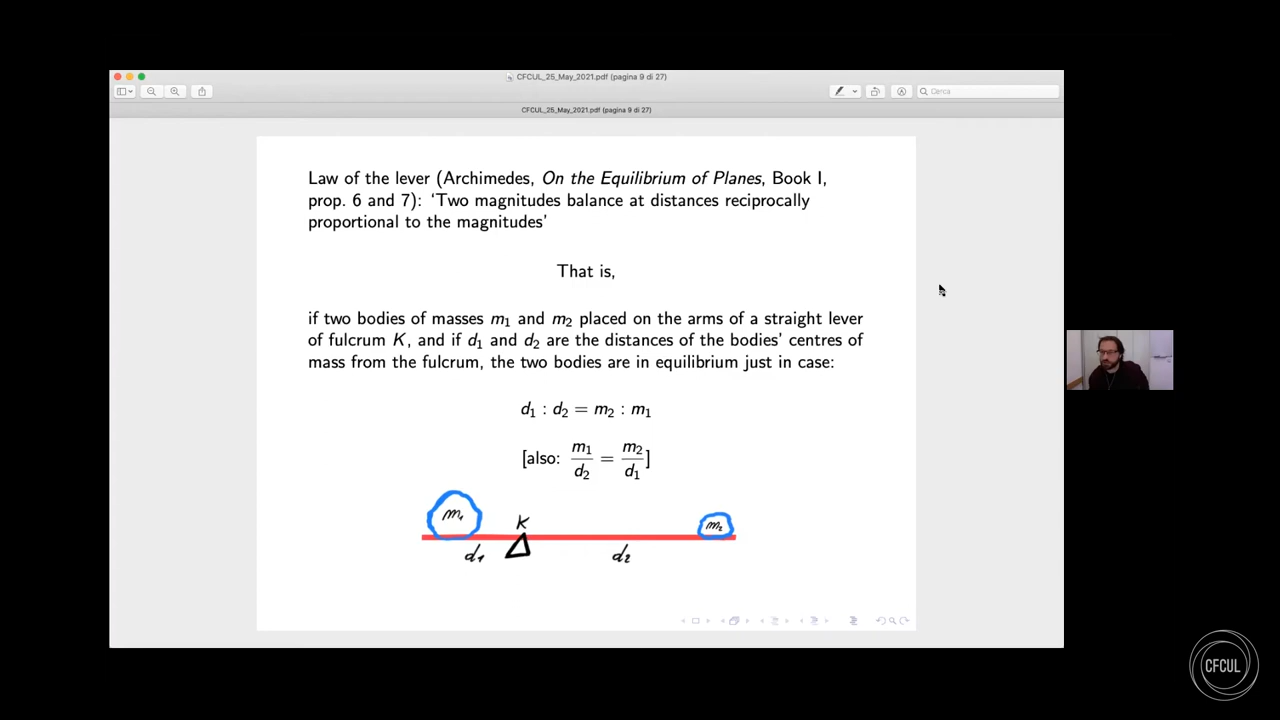 CFCUL_25_May_2021.pdf (pagina 9 di 27)
Cerca
CFCUL_25_May_2021.pdf (pagina 9 di 27)
Law of the lever (Archimedes, On the Equilibrium of Planes, Book I,
prop. 6 and 7): ‘Two magnitudes balance at distances reciprocally
proportional to the magnitudes’
That is,
if two bodies of masses m₁ and m₂ placed on the arms of a straight lever
of fulcrum K, and if d₁ and d₂ are the distances of the bodies’ centres of
mass from the fulcrum, the two bodies are in equilibrium just in case:
d₁ : d₂ = m₂ : m₁
[also: m₁/d₂ = m₂/d₁]
m₁ K m₂
d₁ d₂
CFCUL